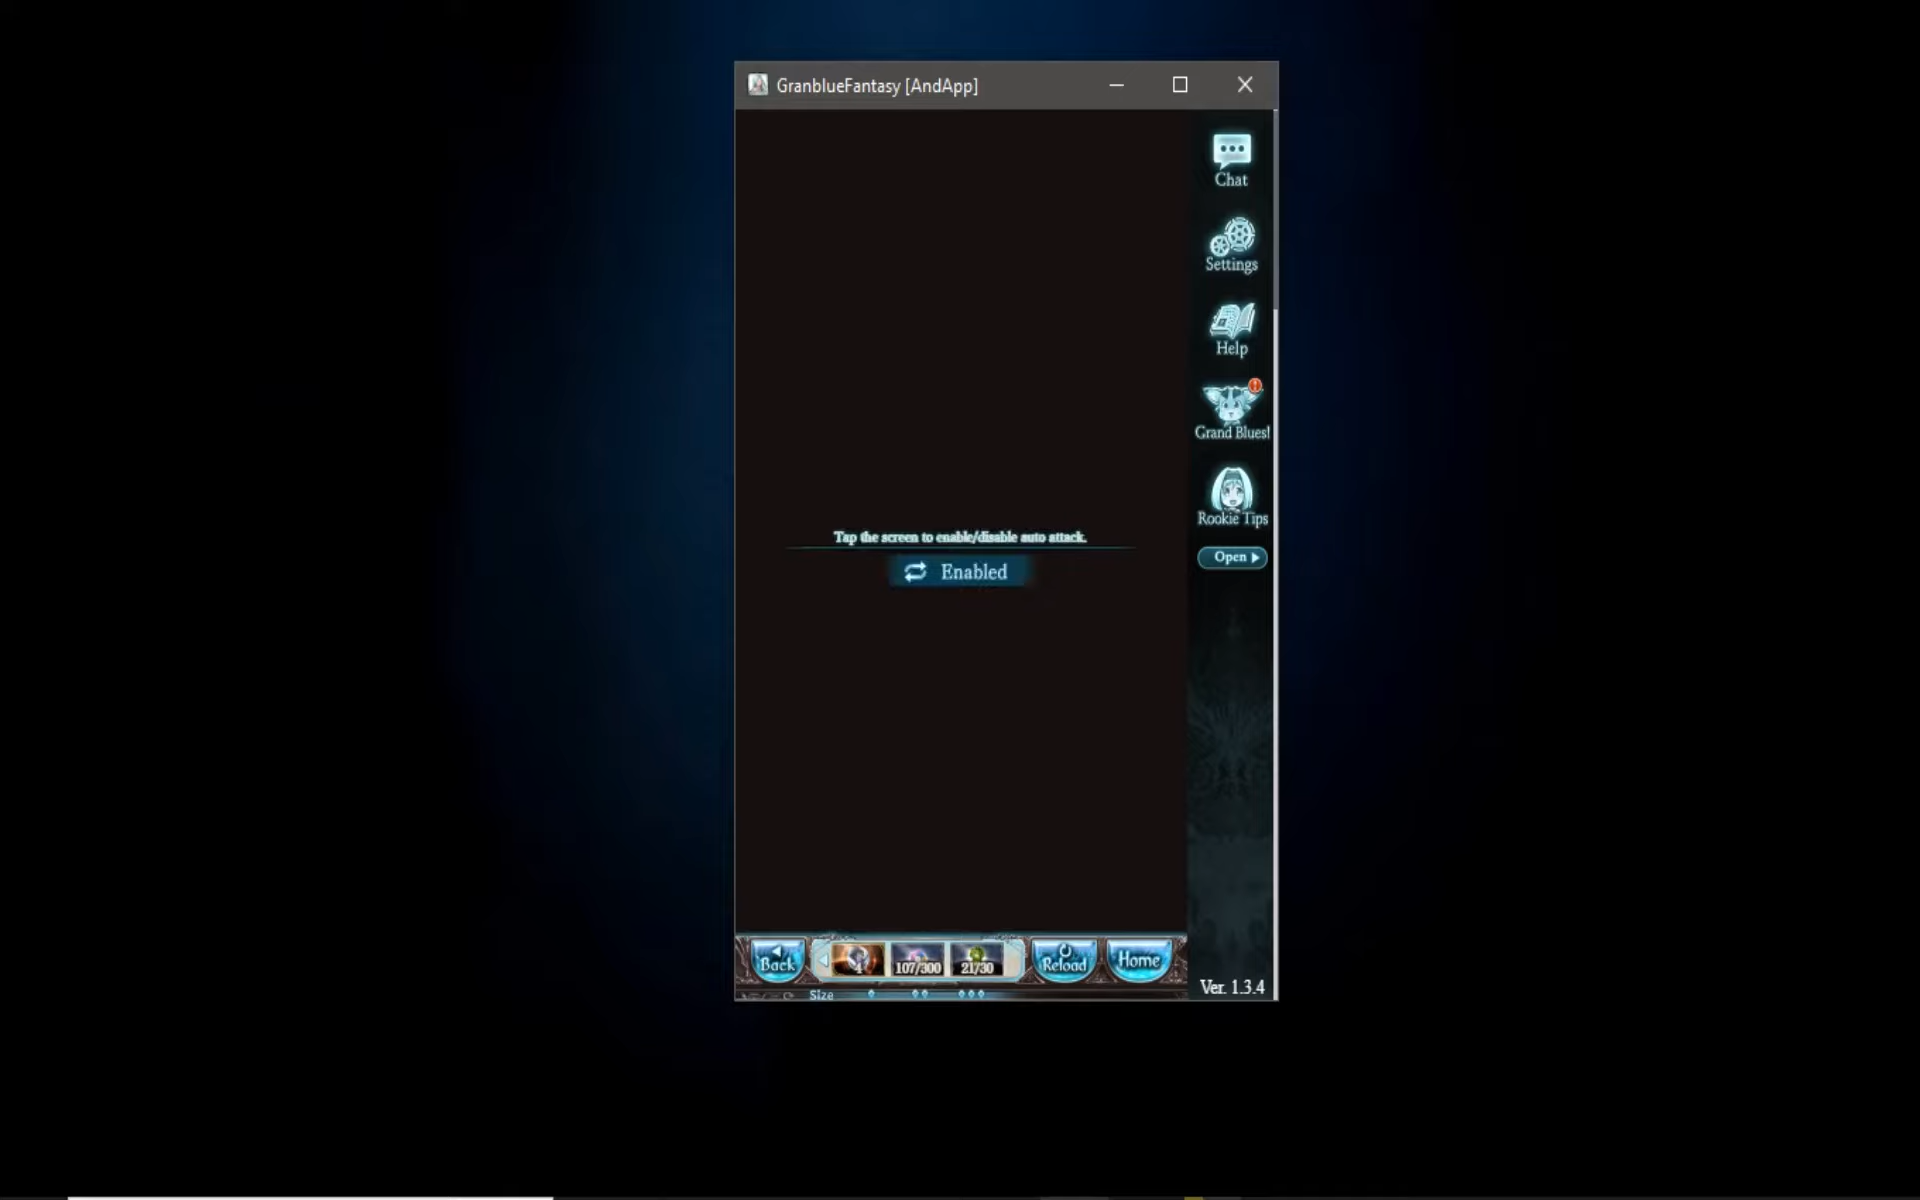 GranblueFantasy [AndApp]
Chat
Settings
Help
Grand Blues!
Rookie Tips
Open
Tap the screen to enable/disable auto attack.
Enabled
Back
4
107/300
21/30
Reload
Home
Size
Ver. 1.3.4